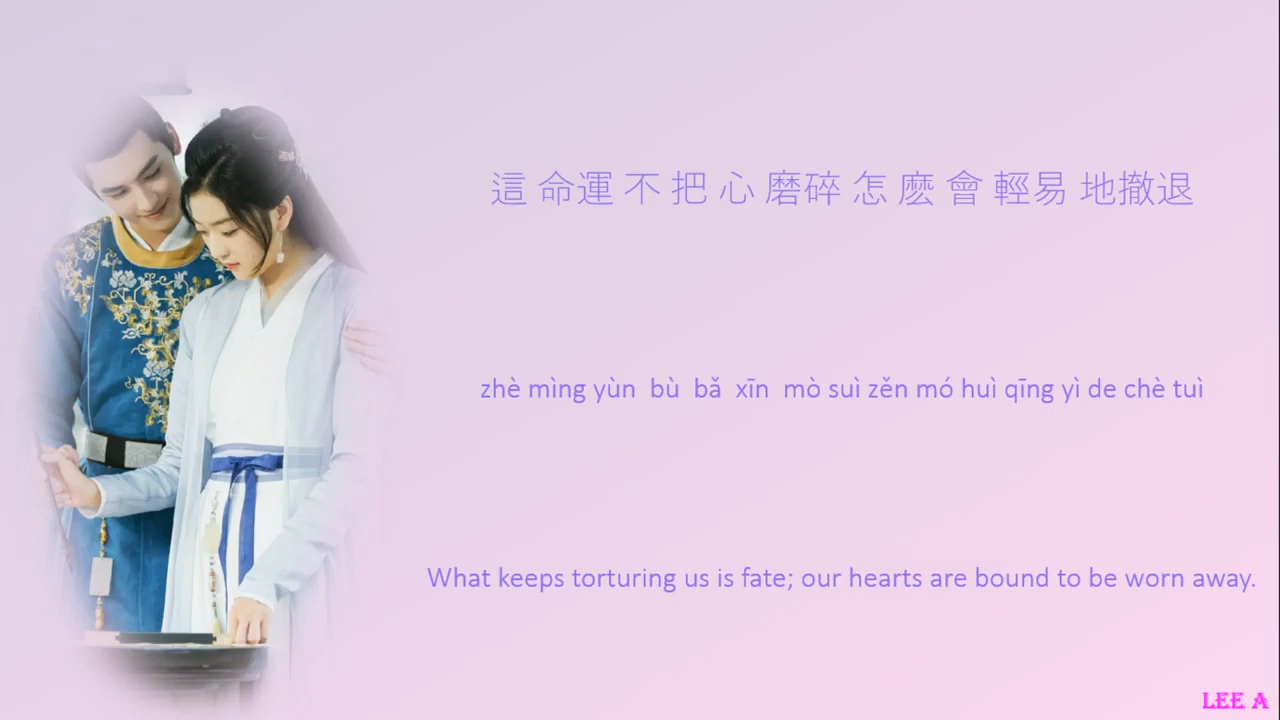 這 命運 不 把 心 磨碎 怎 麽 會 輕易 地撤退
zhè mìng yùn bù bǎ xīn mò suì zěn mó huì qīng yì de chè tuì
What keeps torturing us is fate; our hearts are bound to be worn away.
LEE A